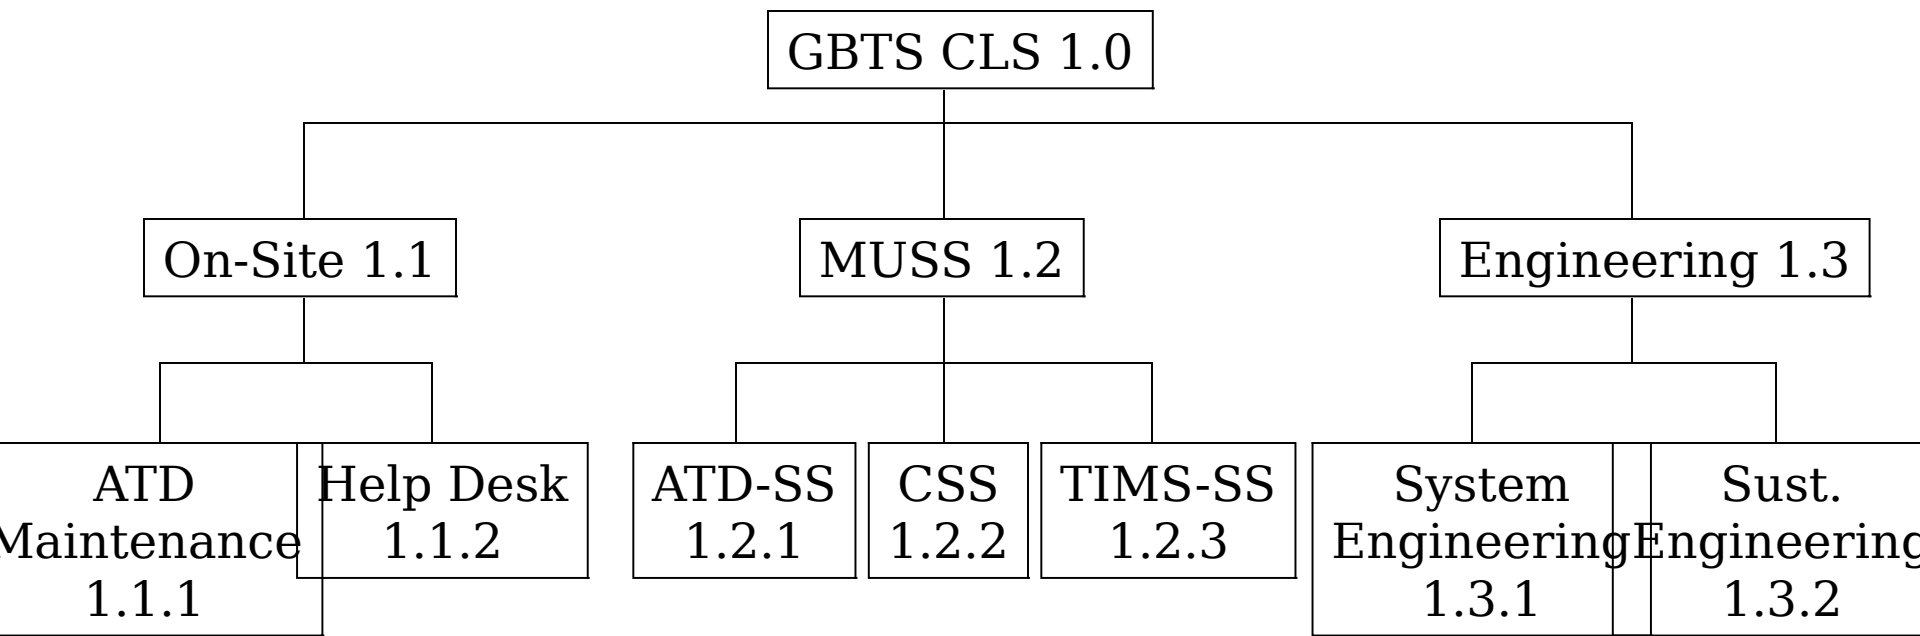 GBTS CLS 1.0
On-Site 1.1
MUSS 1.2
Engineering 1.3
ATD
Maintenance
1.1.1
Help Desk
1.1.2
ATD-SS
1.2.1
CSS
1.2.2
TIMS-SS
1.2.3
System
Engineering
1.3.1
Sust.
Engineering
1.3.2